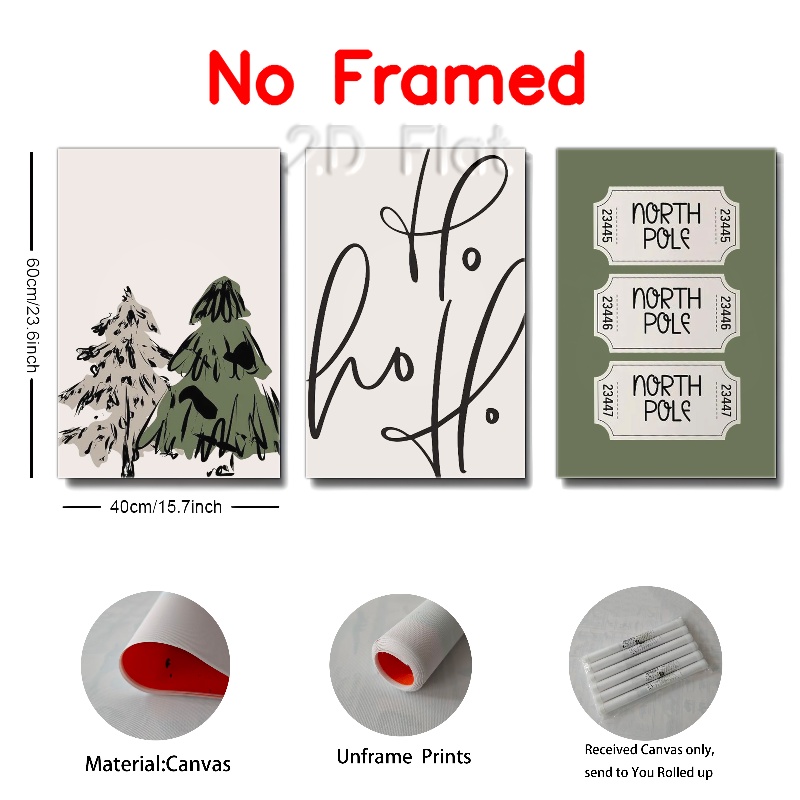 No Framed
2D Flat
60cm/23.6inch
40cm/15.7inch
Ho
ho
Ho
23445
NORTH
POLE
23445
23446
NORTH
POLE
23446
23447
NORTH
POLE
23447
Material:Canvas
Unframe Prints
Received Canvas only,
send to You Rolled up